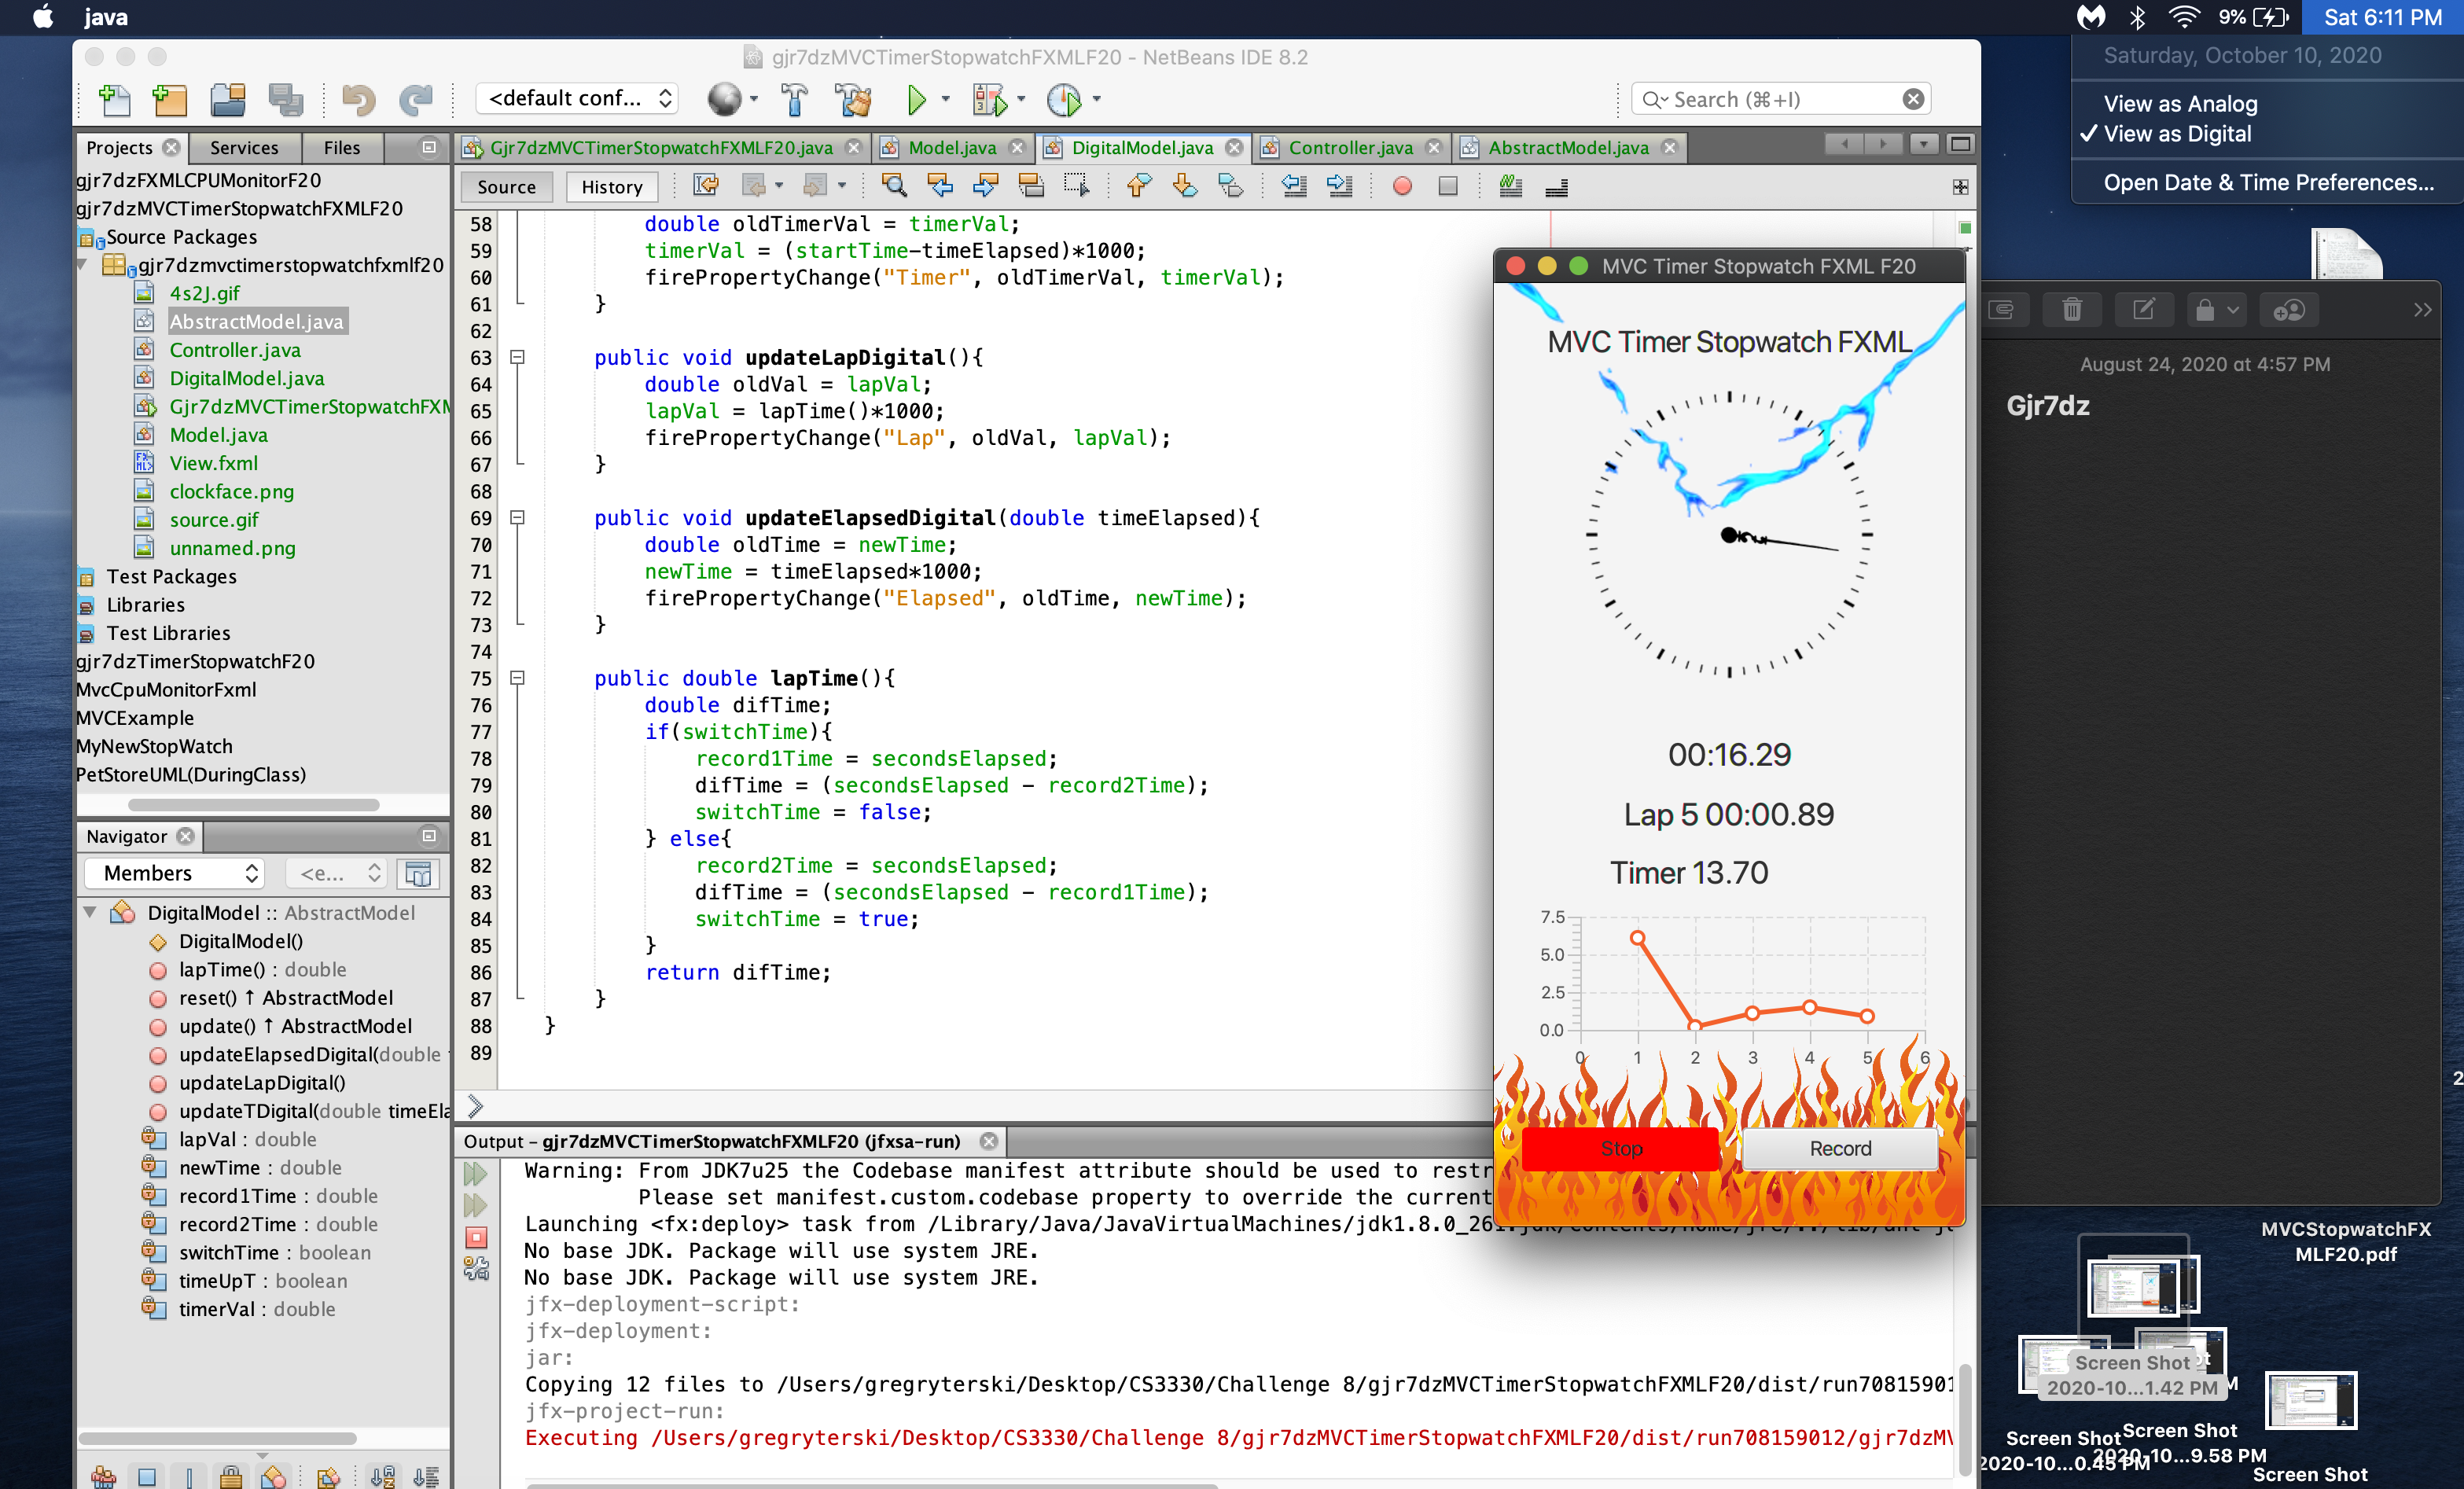 java
9%
Sat 6:11 PM
Saturday, October 10, 2020
View as Analog
✓ View as Digital
Open Date & Time Preferences...
gjr7dzMVCTimerStopwatchFXMLF20 - NetBeans IDE 8.2
<default conf...
Search (⌘+I)
Projects
Services
Files
gjr7dzFXMLCPUMonitorF20
gjr7dzMVCTimerStopwatchFXMLF20
Source Packages
gjr7dzmvctimerstopwatchfxmlf20
4s2J.gif
AbstractModel.java
Controller.java
DigitalModel.java
Gjr7dzMVCTimerStopwatchFXM
Model.java
View.fxml
clockface.png
source.gif
unnamed.png
Test Packages
Libraries
Test Libraries
gjr7dzTimerStopwatchF20
MvcCpuMonitorFxml
MVCExample
MyNewStopWatch
PetStoreUML(DuringClass)
Navigator
Members
<e...
DigitalModel :: AbstractModel
DigitalModel()
lapTime() : double
reset() ↑ AbstractModel
update() ↑ AbstractModel
updateElapsedDigital(double
updateLapDigital()
updateTDigital(double timeEla
lapVal : double
newTime : double
record1Time : double
record2Time : double
switchTime : boolean
timeUpT : boolean
timerVal : double
Gjr7dzMVCTimerStopwatchFXMLF20.java
Model.java
DigitalModel.java
Controller.java
AbstractModel.java
Source
History
58 double oldTimerVal = timerVal;
59 timerVal = (startTime-timeElapsed)*1000;
60 firePropertyChange("Timer", oldTimerVal, timerVal);
61 }
62
63 public void updateLapDigital(){
64 double oldVal = lapVal;
65 lapVal = lapTime()*1000;
66 firePropertyChange("Lap", oldVal, lapVal);
67 }
68
69 public void updateElapsedDigital(double timeElapsed){
70 double oldTime = newTime;
71 newTime = timeElapsed*1000;
72 firePropertyChange("Elapsed", oldTime, newTime);
73 }
74
75 public double lapTime(){
76 double difTime;
77 if(switchTime){
78 record1Time = secondsElapsed;
79 difTime = (secondsElapsed - record2Time);
80 switchTime = false;
81 } else{
82 record2Time = secondsElapsed;
83 difTime = (secondsElapsed - record1Time);
84 switchTime = true;
85 }
86 return difTime;
87 }
88 }
89
Output - gjr7dzMVCTimerStopwatchFXMLF20 (jfxsa-run)
Warning: From JDK7u25 the Codebase manifest attribute should be used to restr
Please set manifest.custom.codebase property to override the current
Launching <fx:deploy> task from /Library/Java/JavaVirtualMachines/jdk1.8.0_261.jdk/Contents/Home/jre/../lib/ant-j
No base JDK. Package will use system JRE.
No base JDK. Package will use system JRE.
jfx-deployment-script:
jfx-deployment:
jar:
Copying 12 files to /Users/gregryterski/Desktop/CS3330/Challenge 8/gjr7dzMVCTimerStopwatchFXMLF20/dist/run70815901
jfx-project-run:
Executing /Users/gregryterski/Desktop/CS3330/Challenge 8/gjr7dzMVCTimerStopwatchFXMLF20/dist/run708159012/gjr7dzMV
MVC Timer Stopwatch FXML F20
MVC Timer Stopwatch FXML
00:16.29
Lap 5 00:00.89
Timer 13.70
7.5
5.0
2.5
0.0
0 1 2 3 4 5 6
Stop
Record
August 24, 2020 at 4:57 PM
Gjr7dz
MVCStopwatchFX
MLF20.pdf
Screen Shot
2020-10...1.42 PM
Screen Shot
2020-10...0.45 PM
Screen Shot
2020-10...9.58 PM
Screen Shot